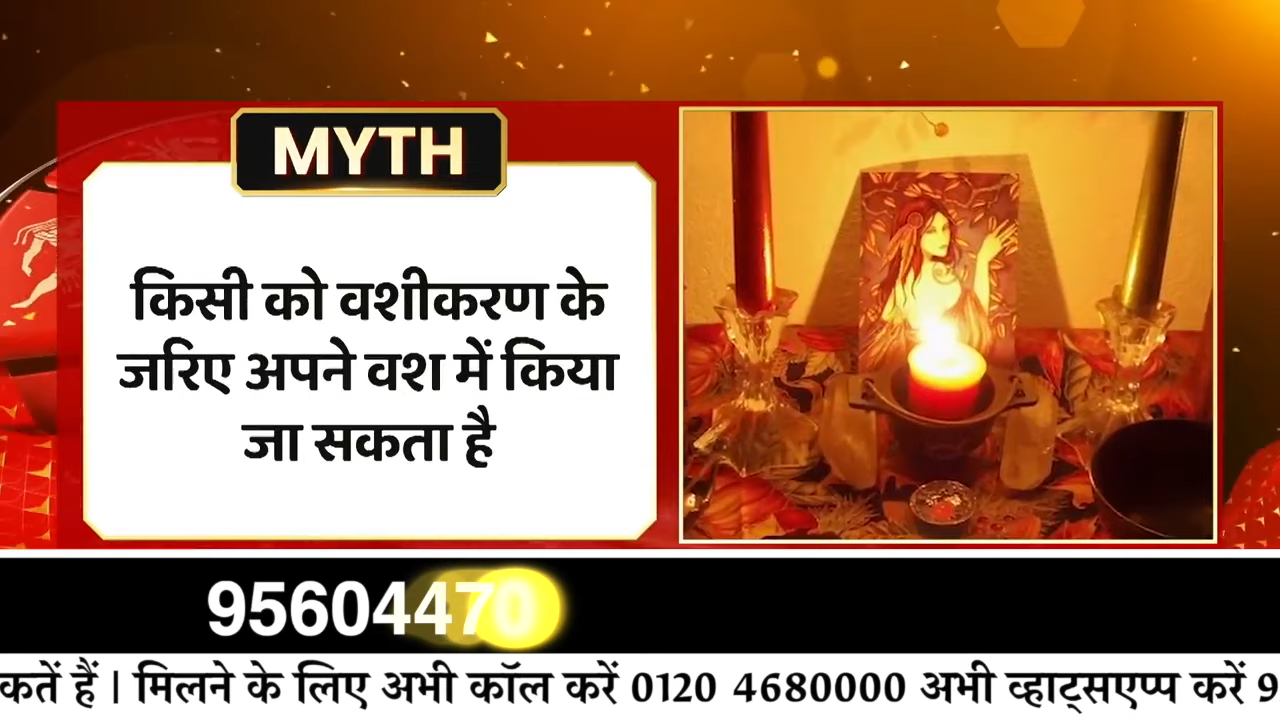 MYTH
किसी को वशीकरण के
जरिए अपने वश में किया
जा सकता है
95604470
कतें हैं । मिलने के लिए अभी कॉल करें 0120 4680000 अभी व्हाट्सएप्प करें 9